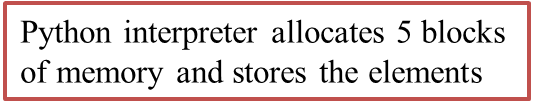 Python interpreter allocates 5 blocks
of memory and stores the elements